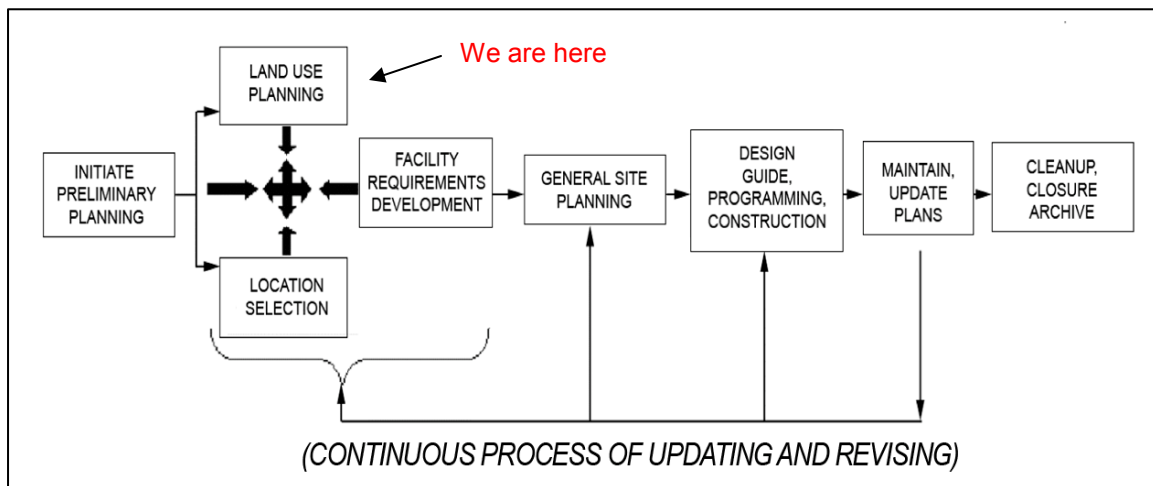 We are here
LAND USE
PLANNING
INITIATE
PRELIMINARY
PLANNING
LOCATION
SELECTION
FACILITY
REQUIREMENTS
DEVELOPMENT
GENERAL SITE
PLANNING
DESIGN
GUIDE,
PROGRAMMING,
CONSTRUCTION
MAINTAIN,
UPDATE
PLANS
CLEANUP,
CLOSURE
ARCHIVE
(CONTINUOUS PROCESS OF UPDATING AND REVISING)